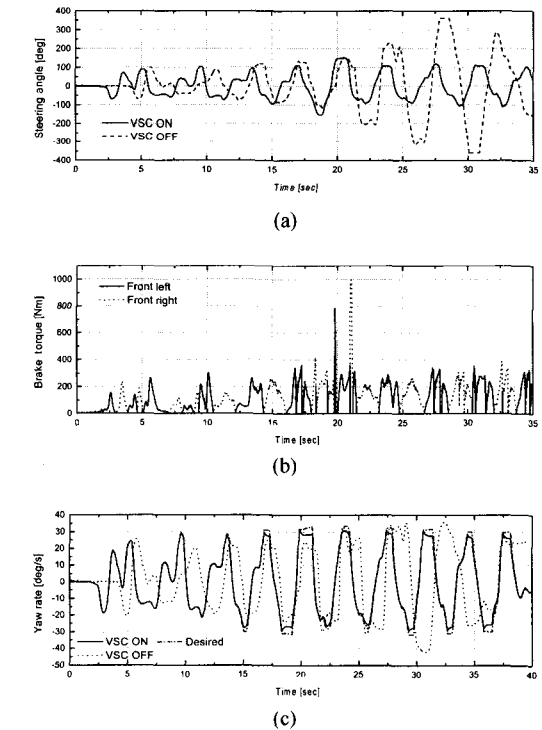 400
300
200
100
0
-100
-200
-300
-400
Steering angle [deg]
VSC ON
VSC OFF
0 5 10 15 20 25 30 35
Time [sec]
(a)
1000
800
600
400
200
0
Brake torque [Nm]
Front left
Front right
0 5 10 15 20 25 30 35
Time [sec]
(b)
40
30
20
10
0
-10
-20
-30
-40
-50
Yaw rate [deg/s]
VSC ON Desired
VSC OFF
0 5 10 15 20 25 30 35 40
Time [sec]
(c)